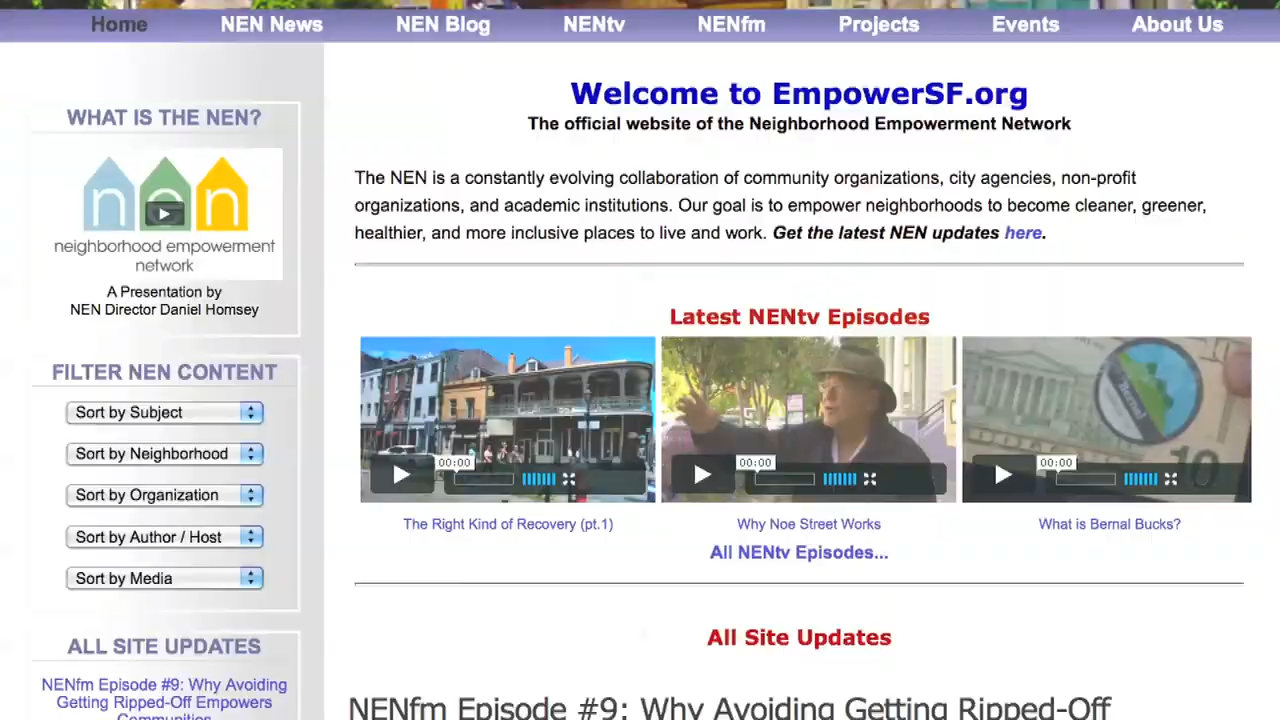 Home NEN News NEN Blog NENtv NENfm Projects Events About Us
WHAT IS THE NEN?
nen
neighborhood empowerment
network
A Presentation by
NEN Director Daniel Homsey
FILTER NEN CONTENT
Sort by Subject
Sort by Neighborhood
Sort by Organization
Sort by Author / Host
Sort by Media
ALL SITE UPDATES
NENfm Episode #9: Why Avoiding
Getting Ripped-Off Empowers
Communities
Welcome to EmpowerSF.org
The official website of the Neighborhood Empowerment Network
The NEN is a constantly evolving collaboration of community organizations, city agencies, non-profit
organizations, and academic institutions. Our goal is to empower neighborhoods to become cleaner, greener,
healthier, and more inclusive places to live and work. Get the latest NEN updates here.
Latest NENtv Episodes
00:00 00:00 00:00
10
The Right Kind of Recovery (pt.1) Why Noe Street Works What is Bernal Bucks?
All NENtv Episodes...
All Site Updates
NENfm Episode #9: Why Avoiding Getting Ripped-Off